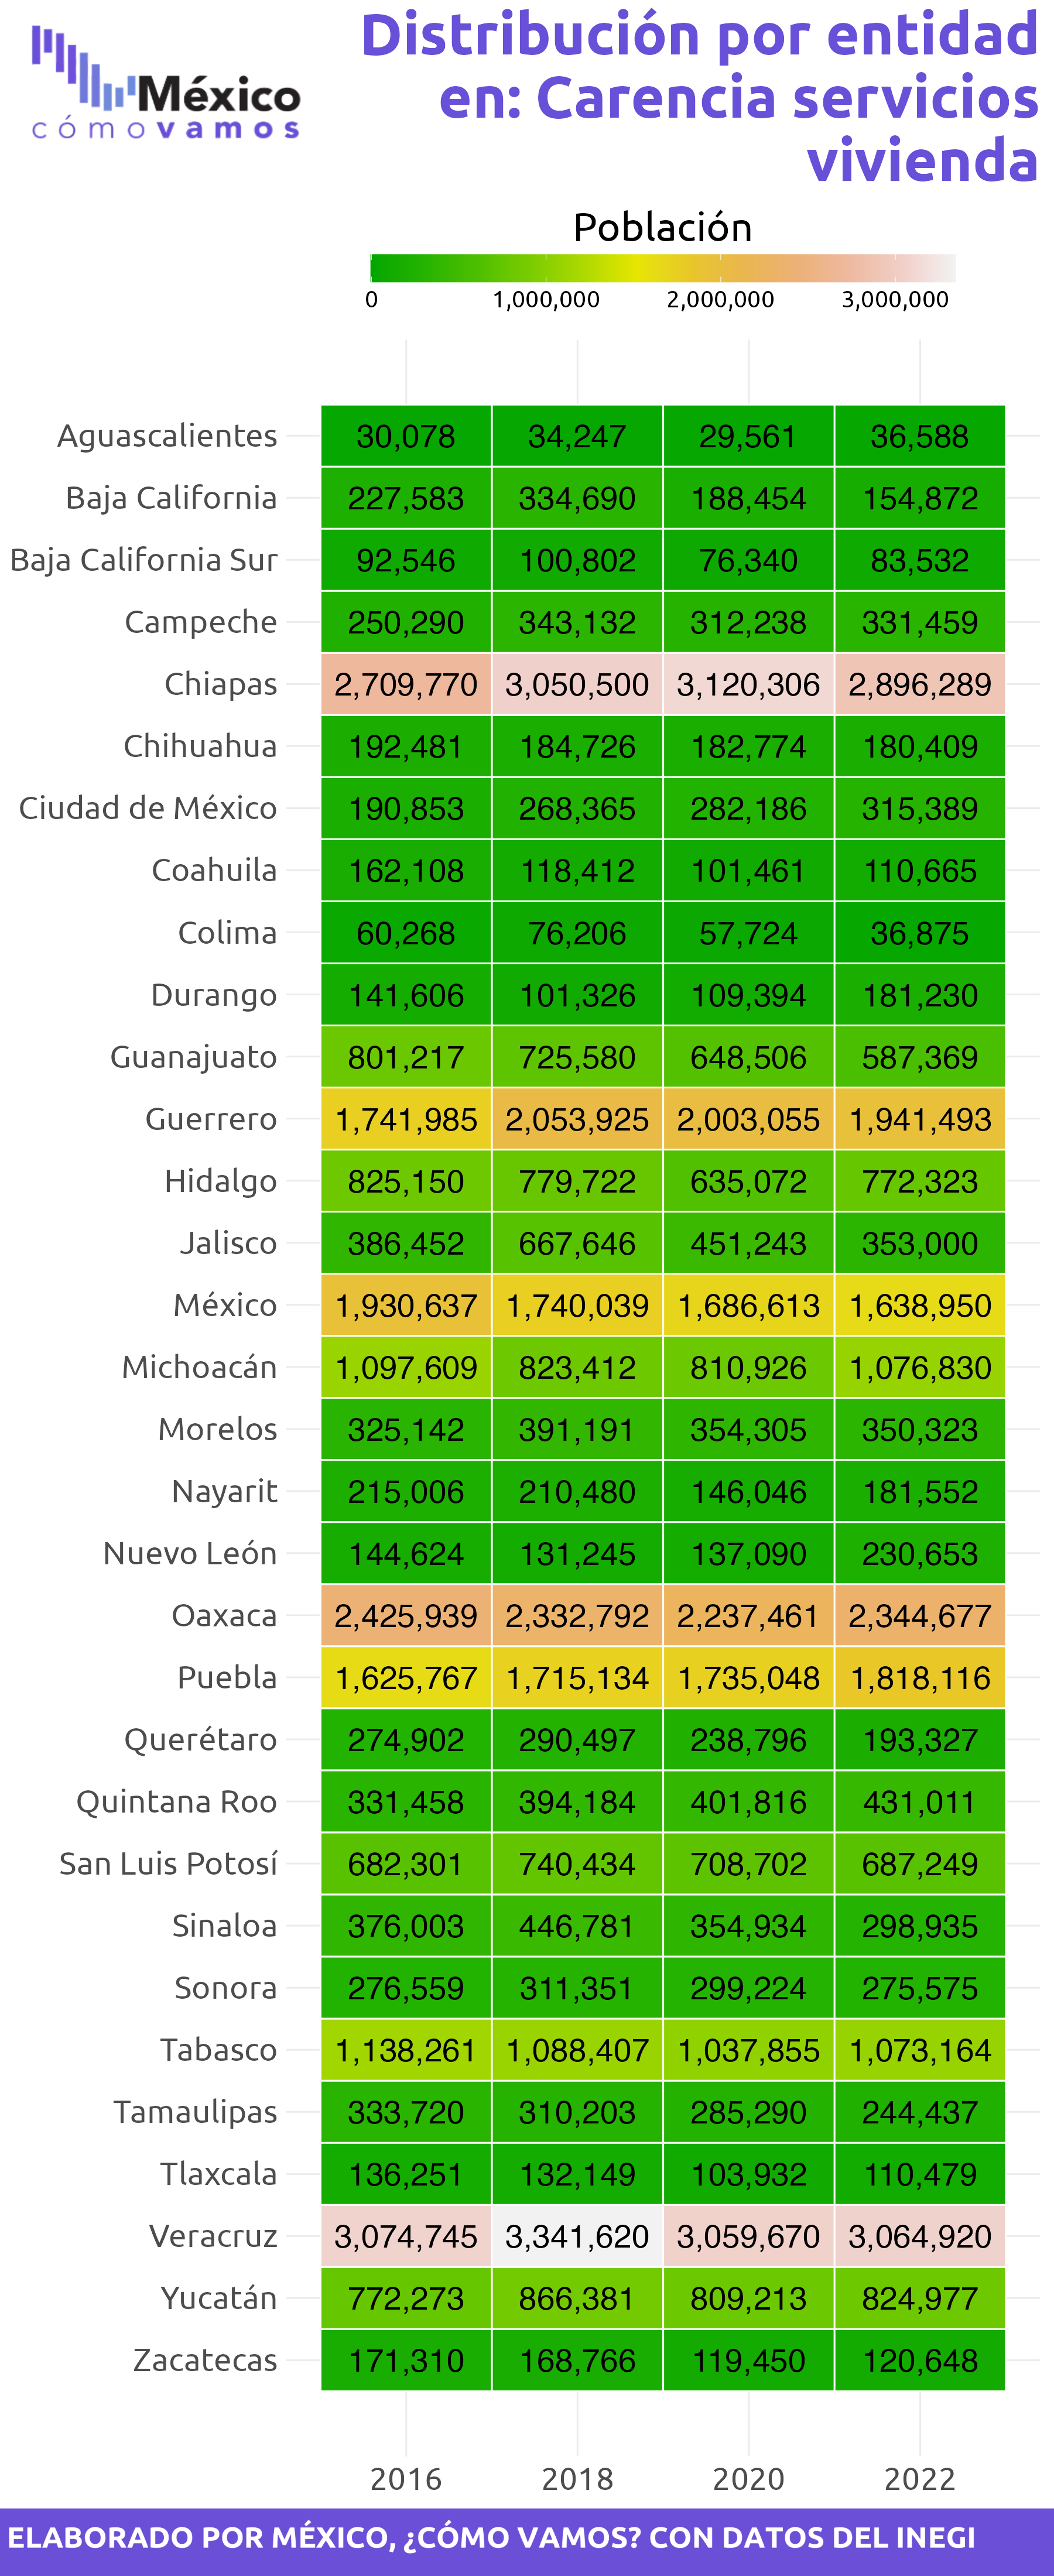 México
cómovamos
Distribución por entidad
en: Carencia servicios
vivienda
Población
0 1,000,000 2,000,000 3,000,000
Aguascalientes 30,078 34,247 29,561 36,588
Baja California 227,583 334,690 188,454 154,872
Baja California Sur 92,546 100,802 76,340 83,532
Campeche 250,290 343,132 312,238 331,459
Chiapas 2,709,770 3,050,500 3,120,306 2,896,289
Chihuahua 192,481 184,726 182,774 180,409
Ciudad de México 190,853 268,365 282,186 315,389
Coahuila 162,108 118,412 101,461 110,665
Colima 60,268 76,206 57,724 36,875
Durango 141,606 101,326 109,394 181,230
Guanajuato 801,217 725,580 648,506 587,369
Guerrero 1,741,985 2,053,925 2,003,055 1,941,493
Hidalgo 825,150 779,722 635,072 772,323
Jalisco 386,452 667,646 451,243 353,000
México 1,930,637 1,740,039 1,686,613 1,638,950
Michoacán 1,097,609 823,412 810,926 1,076,830
Morelos 325,142 391,191 354,305 350,323
Nayarit 215,006 210,480 146,046 181,552
Nuevo León 144,624 131,245 137,090 230,653
Oaxaca 2,425,939 2,332,792 2,237,461 2,344,677
Puebla 1,625,767 1,715,134 1,735,048 1,818,116
Querétaro 274,902 290,497 238,796 193,327
Quintana Roo 331,458 394,184 401,816 431,011
San Luis Potosí 682,301 740,434 708,702 687,249
Sinaloa 376,003 446,781 354,934 298,935
Sonora 276,559 311,351 299,224 275,575
Tabasco 1,138,261 1,088,407 1,037,855 1,073,164
Tamaulipas 333,720 310,203 285,290 244,437
Tlaxcala 136,251 132,149 103,932 110,479
Veracruz 3,074,745 3,341,620 3,059,670 3,064,920
Yucatán 772,273 866,381 809,213 824,977
Zacatecas 171,310 168,766 119,450 120,648
2016 2018 2020 2022
ELABORADO POR MÉXICO, ¿CÓMO VAMOS? CON DATOS DEL INEGI